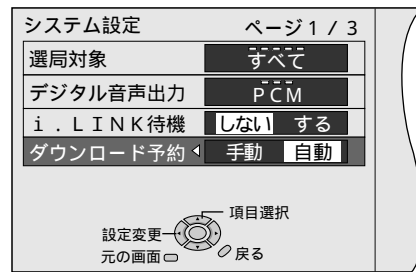 システム設定 ページ1 / 3
選局対象 すべて
デジタル音声出力 PCM
i．LINK待機 しない する
ダウンロード予約 手動 自動
項目選択
設定変更
元の画面 戻る